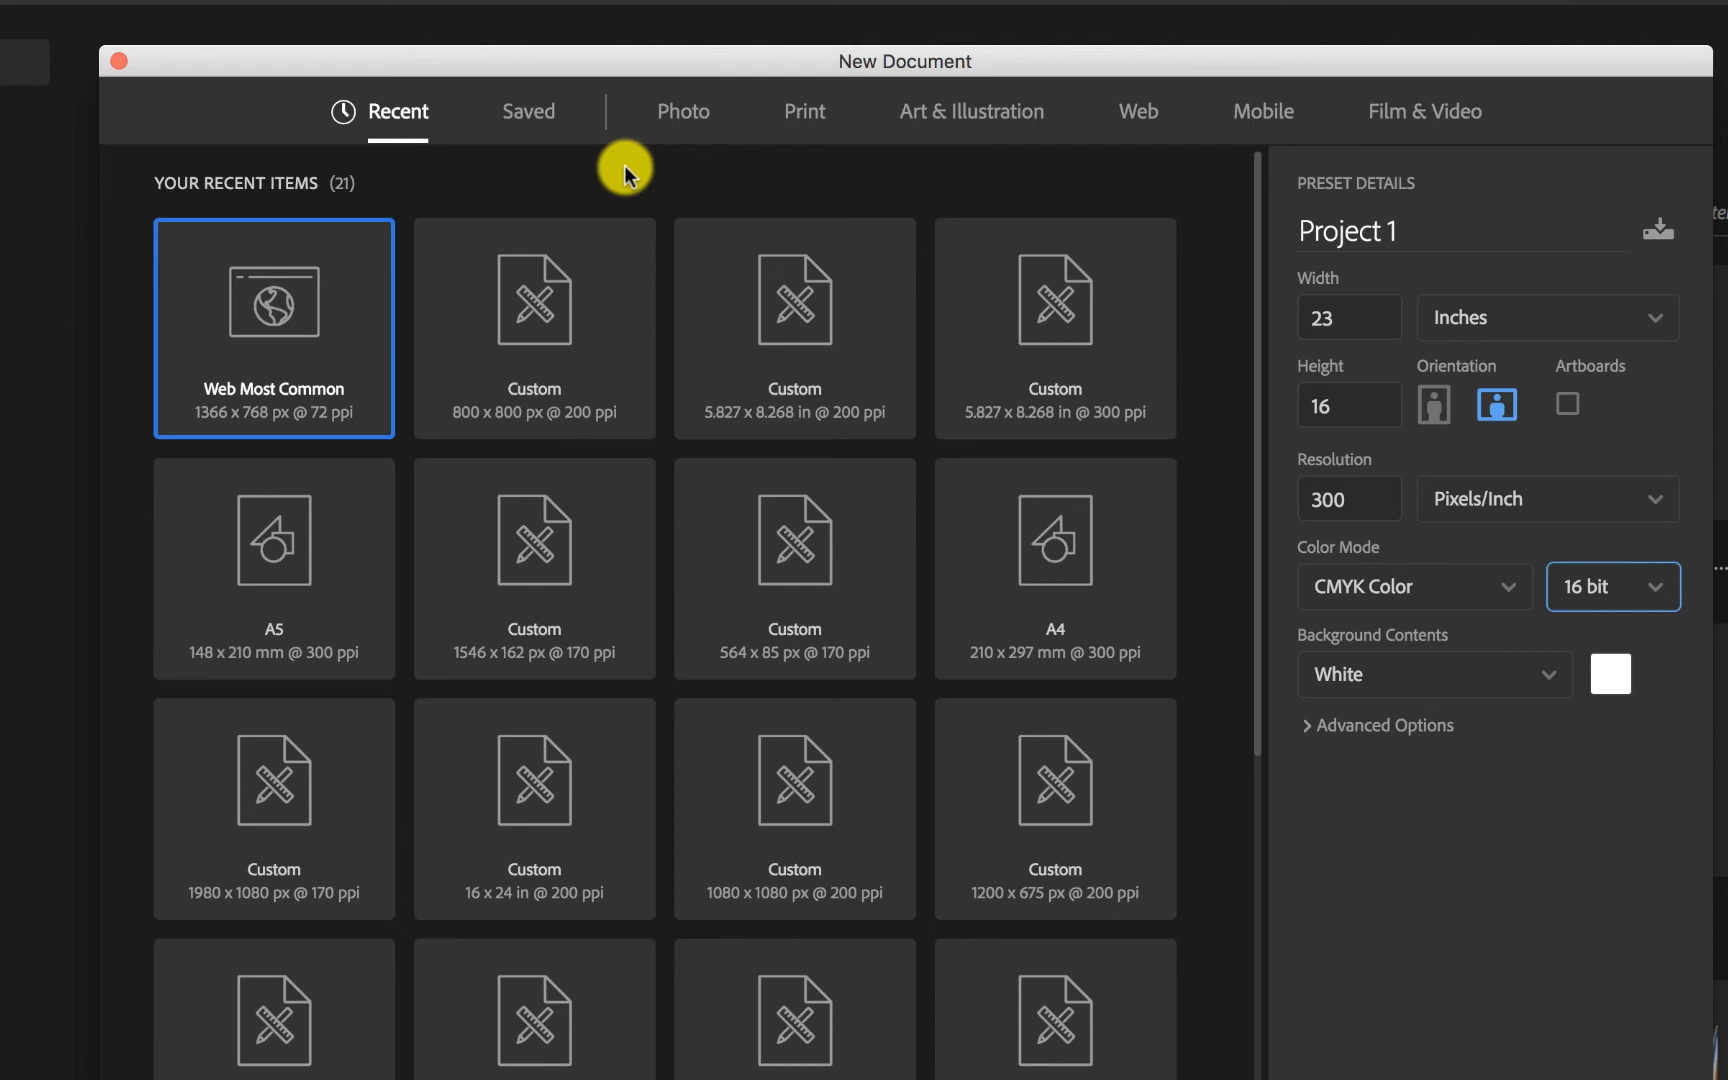 New Document
Recent Saved Photo Print Art & Illustration Web Mobile Film & Video
YOUR RECENT ITEMS (21)
Web Most Common
1366 x 768 px @ 72 ppi
Custom
800 x 800 px @ 200 ppi
Custom
5.827 x 8.268 in @ 200 ppi
Custom
5.827 x 8.268 in @ 300 ppi
A5
148 x 210 mm @ 300 ppi
Custom
1546 x 162 px @ 170 ppi
Custom
564 x 85 px @ 170 ppi
A4
210 x 297 mm @ 300 ppi
Custom
1980 x 1080 px @ 170 ppi
Custom
16 x 24 in @ 200 ppi
Custom
1080 x 1080 px @ 200 ppi
Custom
1200 x 675 px @ 200 ppi
PRESET DETAILS
Project 1
Width
23 Inches
Height Orientation Artboards
16
Resolution
300 Pixels/Inch
Color Mode
CMYK Color 16 bit
Background Contents
White
Advanced Options